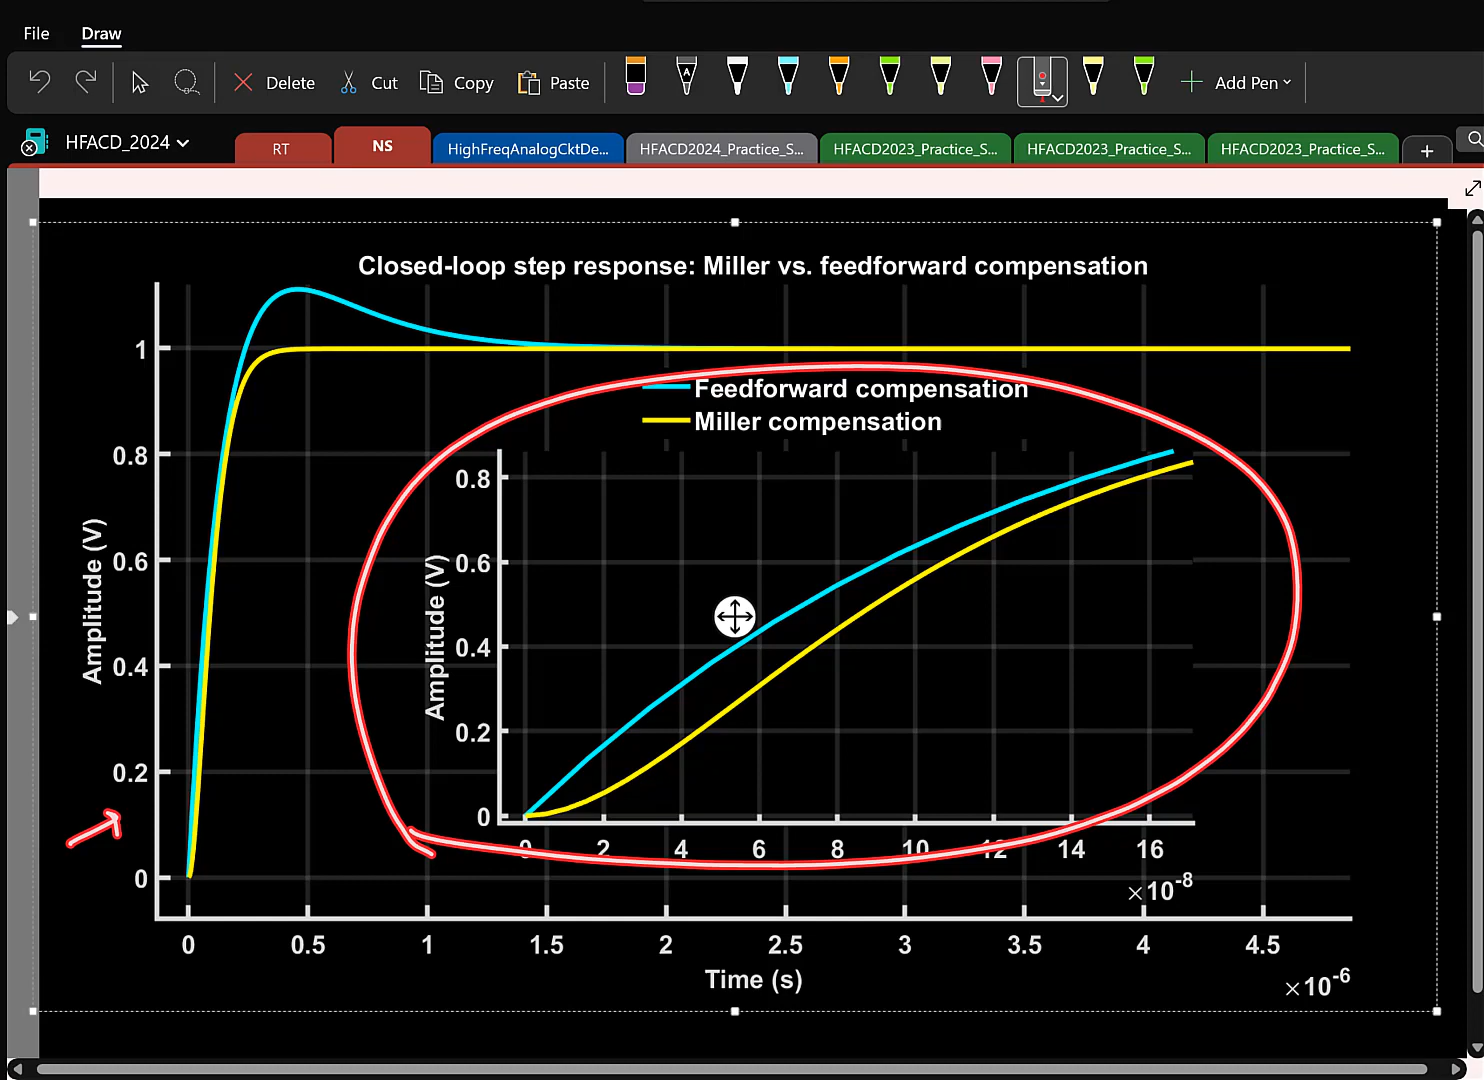 File Draw
Delete Cut Copy Paste A Add Pen
HFACD_2024 RT NS HighFreqAnalogCktDe... HFACD2024_Practice_S... HFACD2023_Practice_S... HFACD2023_Practice_S... HFACD2023_Practice_S...
Closed-loop step response: Miller vs. feedforward compensation
1
0.8
0.6
0.4
0.2
0
Amplitude (V)
Feedforward compensation
Miller compensation
0.8
0.6
0.4
0.2
0
Amplitude (V)
0 2 4 6 8 10 12 14 16
×10-8
0 0.5 1 1.5 2 2.5 3 3.5 4 4.5
Time (s)
×10-6